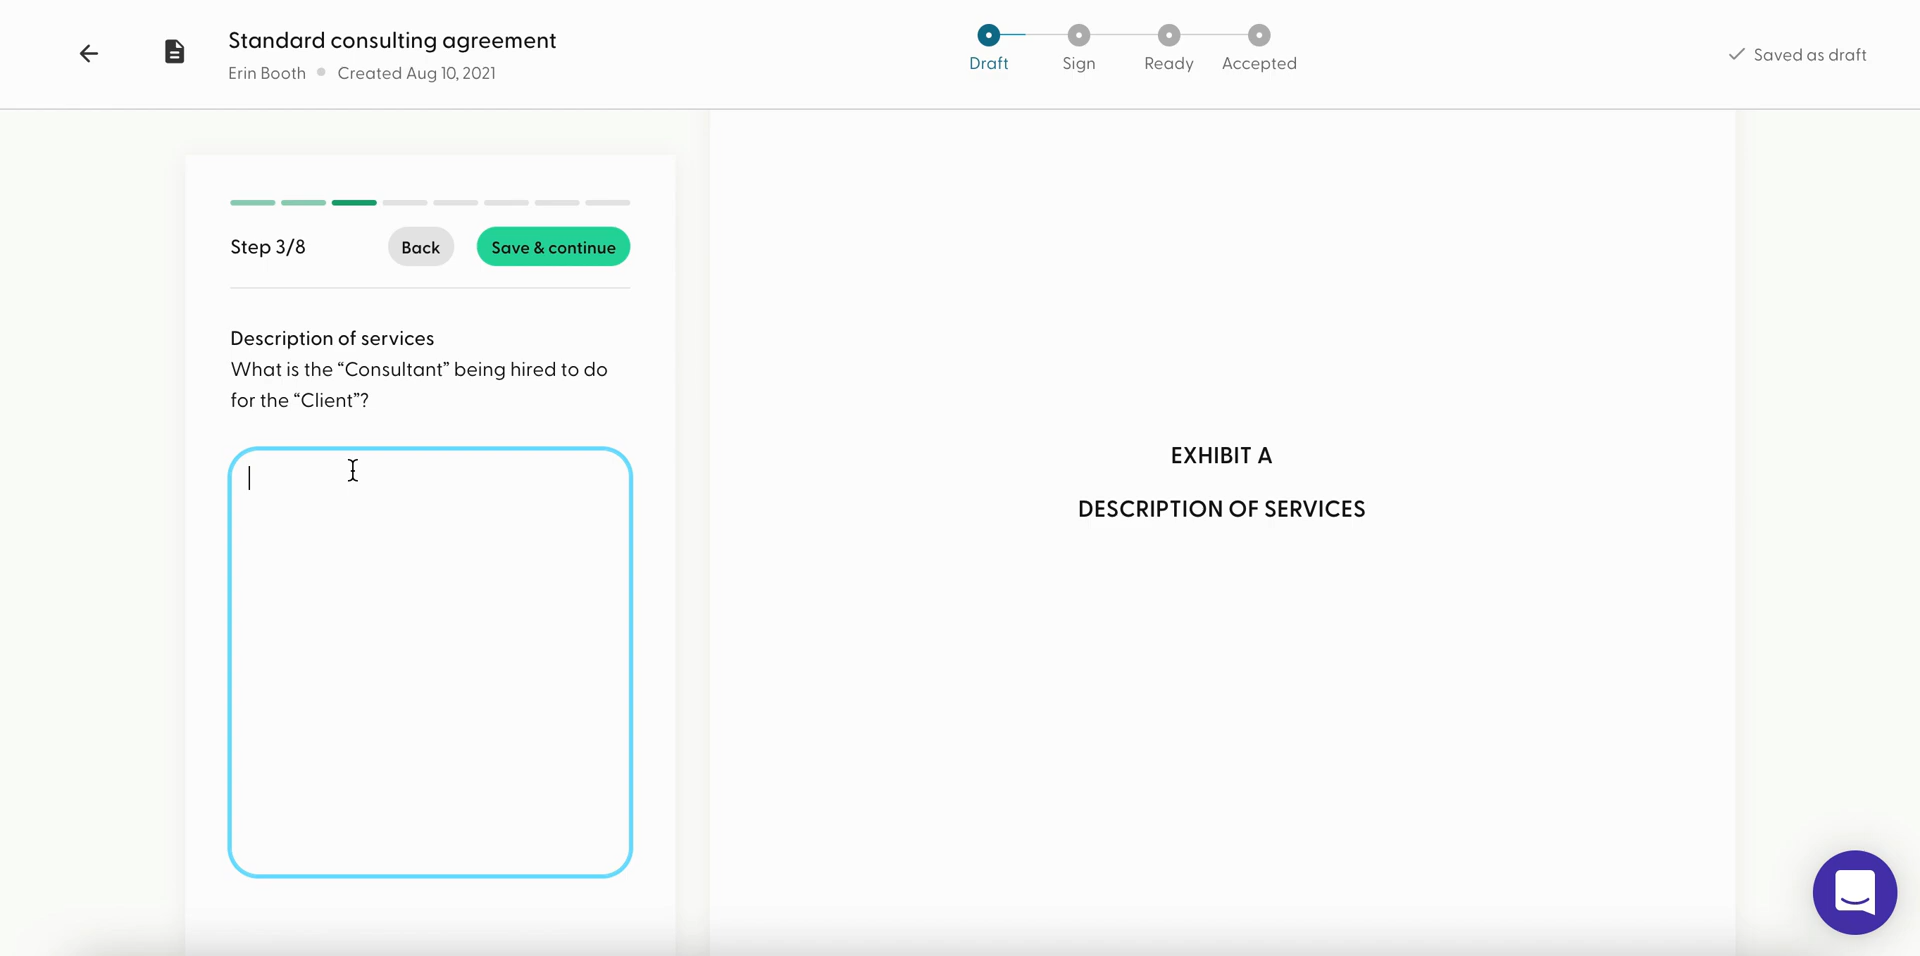 Standard consulting agreement
Erin Booth Created Aug 10, 2021
Draft Sign Ready Accepted
Saved as draft
Step 3/8 Back Save & continue
Description of services
What is the “Consultant” being hired to do
for the “Client”?
EXHIBIT A
DESCRIPTION OF SERVICES